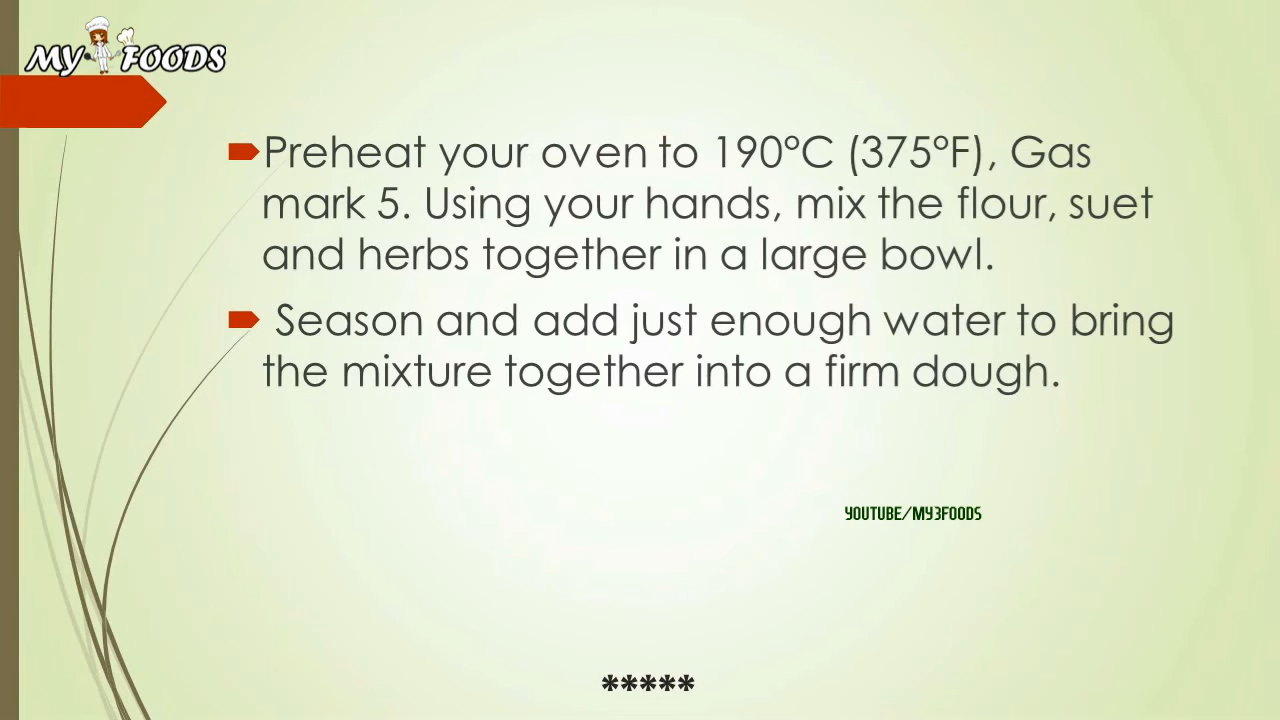 MY FOODS
Preheat your oven to 190°C (375°F), Gas
mark 5. Using your hands, mix the flour, suet
and herbs together in a large bowl.
Season and add just enough water to bring
the mixture together into a firm dough.
YOUTUBE/MY3FOODS
*****